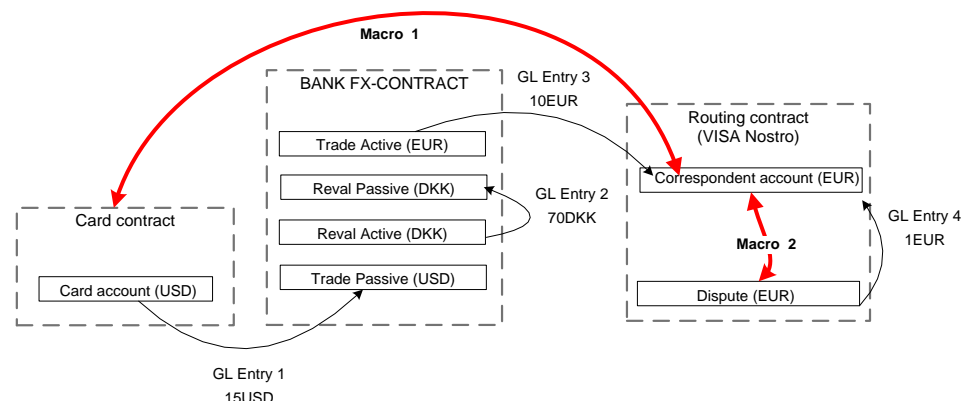 Macro 1
BANK FX-CONTRACT
GL Entry 3
10EUR
Trade Active (EUR)
Reval Passive (DKK)
Reval Active (DKK)
Trade Passive (USD)
GL Entry 2
70DKK
Routing contract
(VISA Nostro)
Correspondent account (EUR)
Macro 2
Dispute (EUR)
GL Entry 4
1EUR
Card contract
Card account (USD)
GL Entry 1
15USD